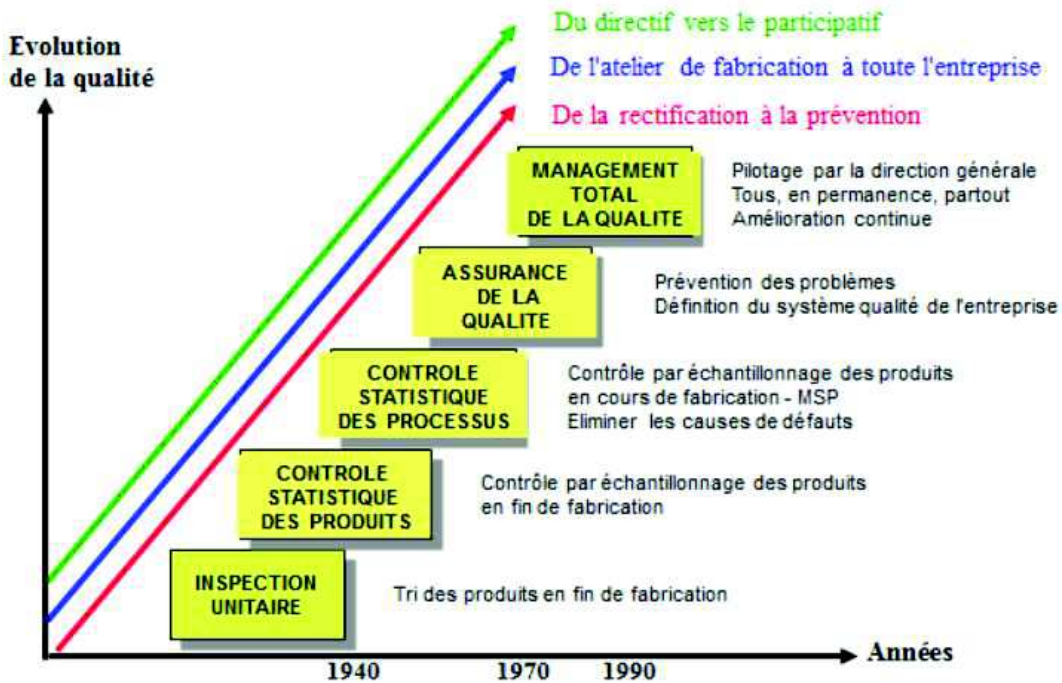 Evolution
de la qualité
Du directif vers le participatif
De l'atelier de fabrication à toute l'entreprise
De la rectification à la prévention
MANAGEMENT
TOTAL
DE LA QUALITE
Pilotage par la direction générale
Tous, en permanence, partout
Amélioration continue
ASSURANCE
DE LA
QUALITE
Prévention des problèmes
Définition du système qualité de l'entreprise
CONTROLE
STATISTIQUE
DES PROCESSUS
Contrôle par échantillonnage des produits
en cours de fabrication - MSP
Eliminer les causes de défauts
CONTROLE
STATISTIQUE
DES PRODUITS
Contrôle par échantillonnage des produits
en fin de fabrication
INSPECTION
UNITAIRE
Tri des produits en fin de fabrication
Années
1940
1970
1990